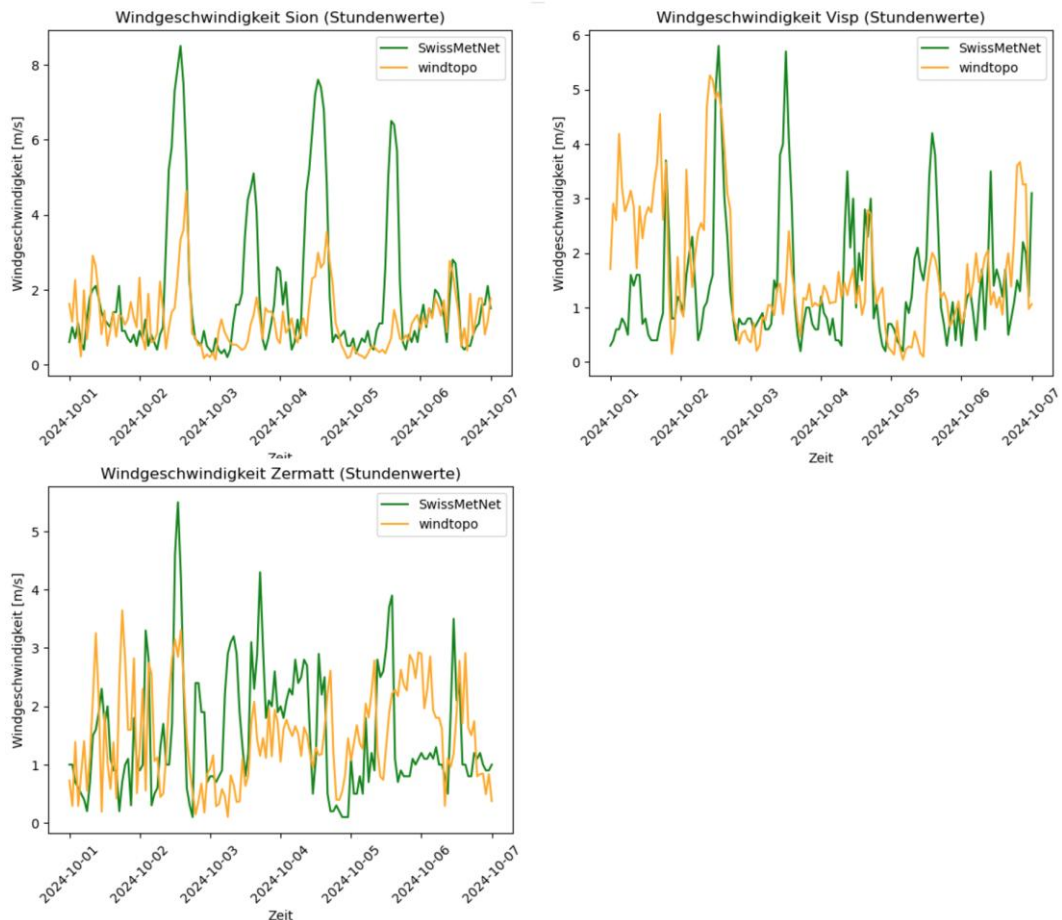 Windgeschwindigkeit Sion (Stundenwerte)
SwissMetNet
windtopo
Windgeschwindigkeit [m/s]
8
6
4
2
0
2024-10-01
2024-10-02
2024-10-03
2024-10-04
2024-10-05
2024-10-06
2024-10-07
Zeit
Windgeschwindigkeit Visp (Stundenwerte)
SwissMetNet
windtopo
Windgeschwindigkeit [m/s]
6
5
4
3
2
1
0
2024-10-01
2024-10-02
2024-10-03
2024-10-04
2024-10-05
2024-10-06
2024-10-07
Zeit
Windgeschwindigkeit Zermatt (Stundenwerte)
SwissMetNet
windtopo
Windgeschwindigkeit [m/s]
5
4
3
2
1
0
2024-10-01
2024-10-02
2024-10-03
2024-10-04
2024-10-05
2024-10-06
2024-10-07
Zeit